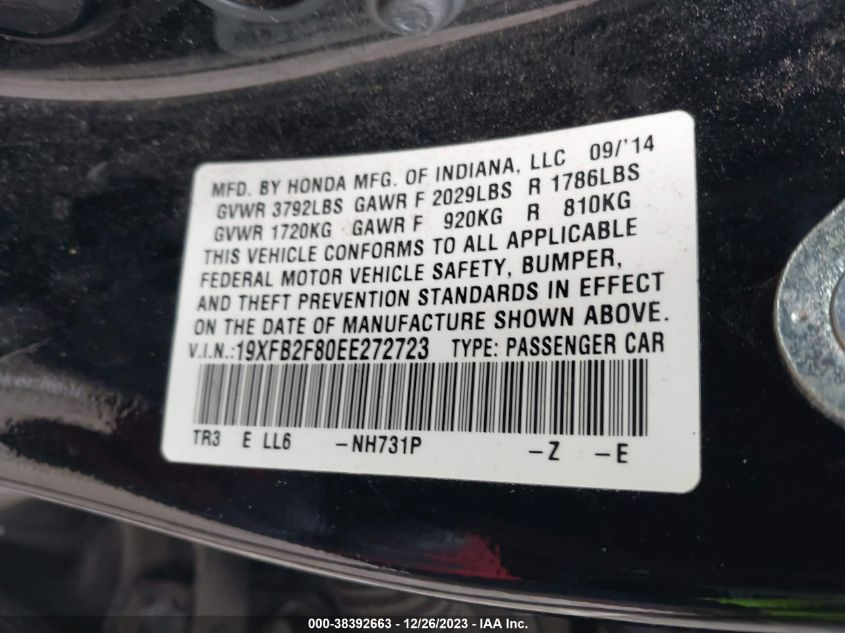 MFD. BY HONDA MFG. OF INDIANA, LLC 09/'14
GVWR 3792LBS GAWR F 2029LBS R 1786LBS
GVWR 1720KG GAWR F 920KG R 810KG
THIS VEHICLE CONFORMS TO ALL APPLICABLE
FEDERAL MOTOR VEHICLE SAFETY, BUMPER,
AND THEFT PREVENTION STANDARDS IN EFFECT
ON THE DATE OF MANUFACTURE SHOWN ABOVE.
V.I.N.:19XFB2F80EE272723 TYPE: PASSENGER CAR
TR3 E LL6 -NH731P -Z -E
000-38392663 - 12/26/2023 - IAA Inc.